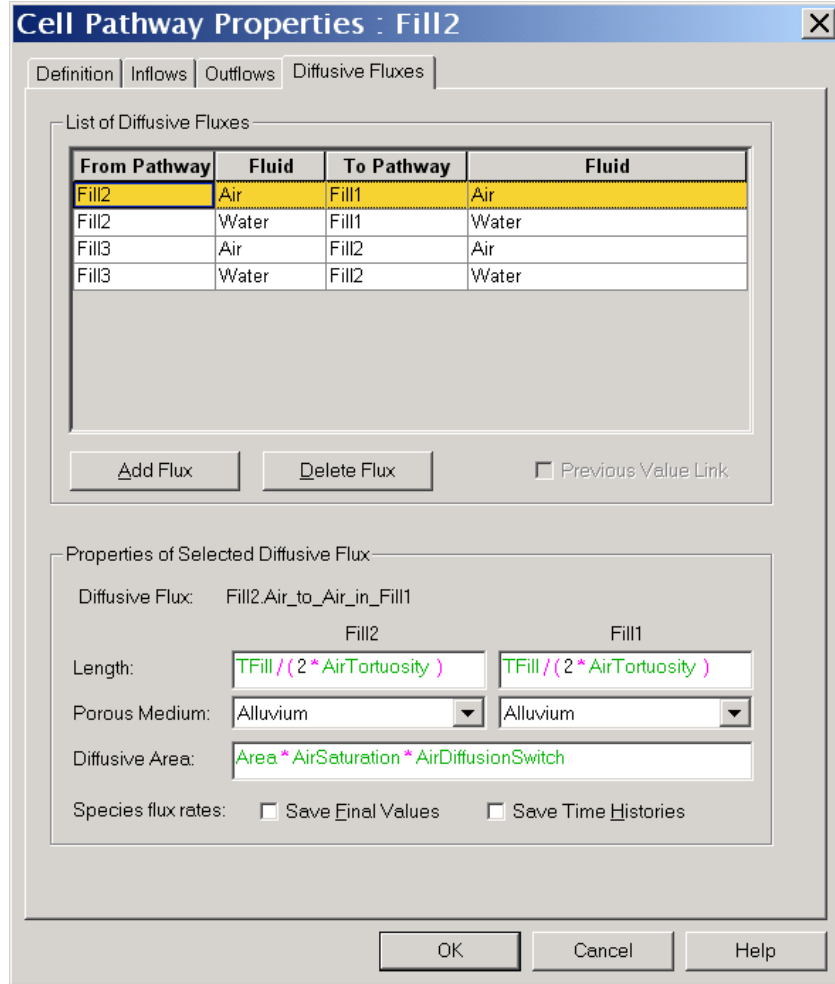 Cell Pathway Properties : Fill2
Definition Inflows Outflows Diffusive Fluxes
List of Diffusive Fluxes
From Pathway Fluid To Pathway Fluid
Fill2 Air Fill1 Air
Fill2 Water Fill1 Water
Fill3 Air Fill2 Air
Fill3 Water Fill2 Water
Add Flux Delete Flux Previous Value Link
Properties of Selected Diffusive Flux
Diffusive Flux: Fill2.Air_to_Air_in_Fill1
Fill2 Fill1
Length: TFill/(2*AirTortuosity ) TFill/(2*AirTortuosity )
Porous Medium: Alluvium Alluvium
Diffusive Area: Area*AirSaturation*AirDiffusionSwitch
Species flux rates: Save Final Values Save Time Histories
OK Cancel Help